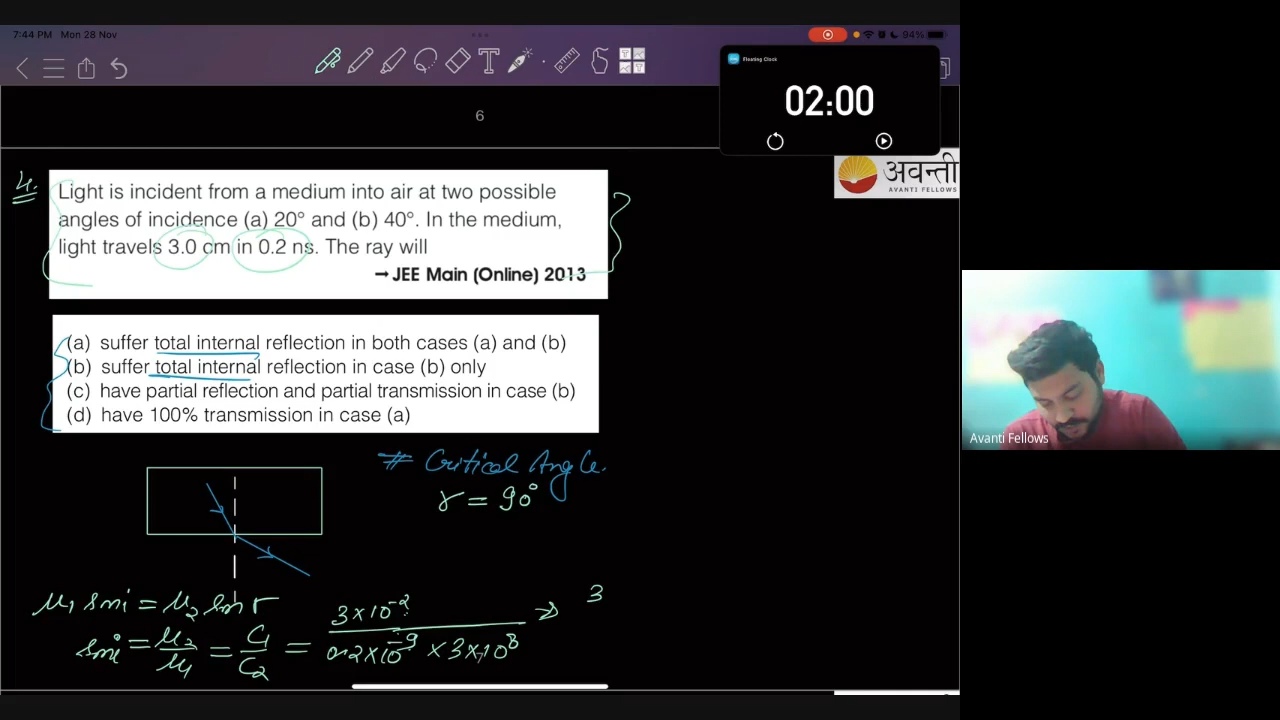 7:44 PM Mon 28 Nov
94%
Floating Clock
02:00
6
अवन्ती
AVANTI FELLOWS
4.
Light is incident from a medium into air at two possible
angles of incidence (a) 20° and (b) 40°. In the medium,
light travels 3.0 cm in 0.2 ns. The ray will
→ JEE Main (Online) 2013
(a) suffer total internal reflection in both cases (a) and (b)
(b) suffer total internal reflection in case (b) only
(c) have partial reflection and partial transmission in case (b)
(d) have 100% transmission in case (a)
# Critical Angle.
r = 90°
μ₁ sin i = μ₂ sin r
sin i = μ₂/μ₁ = C₁/C₂ = 3×10⁻²/0.2×10⁻⁹ × 3×10⁸ ⇒ 3
Avanti Fellows